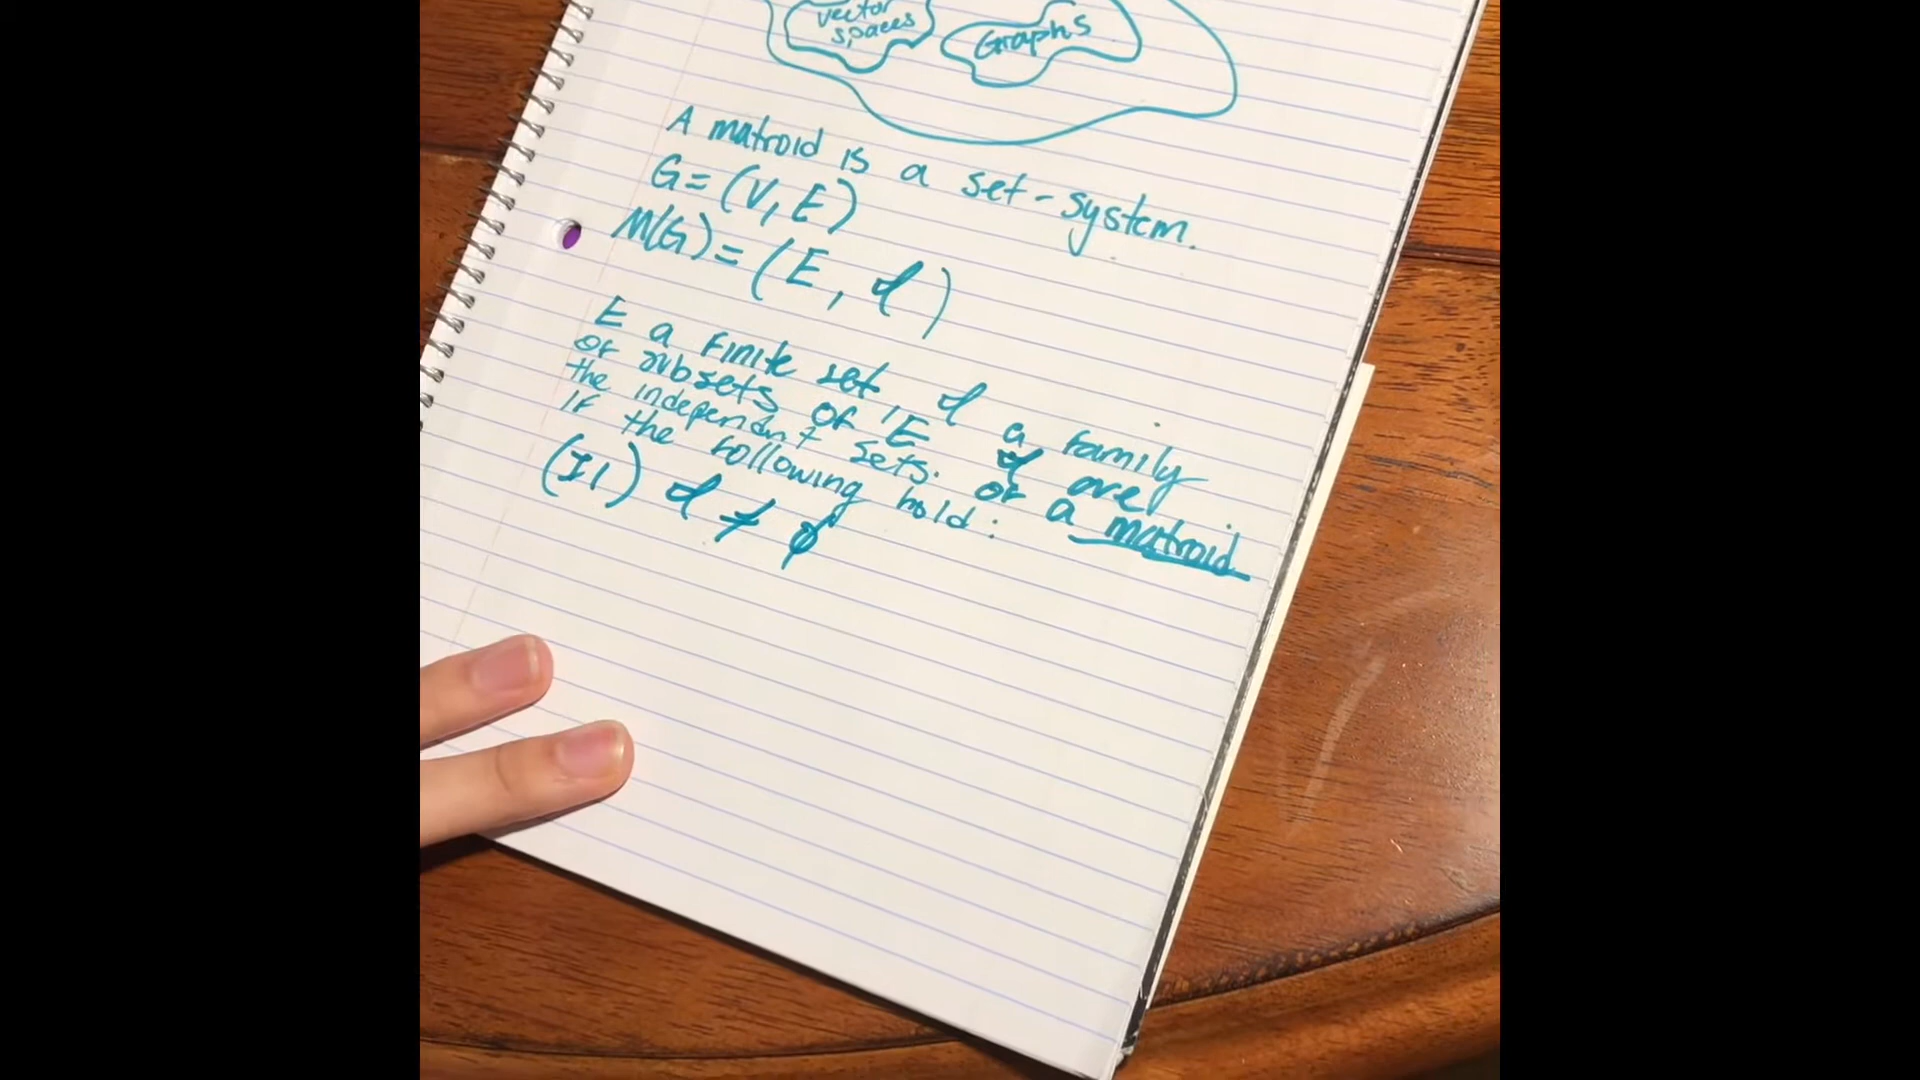 vector
spaces
Graphs
A matroid is a set-system.
G = (V, E)
M(G) = (E, ℐ)
E a finite set, ℐ a family
of subsets of E. ℐ are
the independent sets of a matroid
if the following hold:
(I1) ℐ ≠ ∅